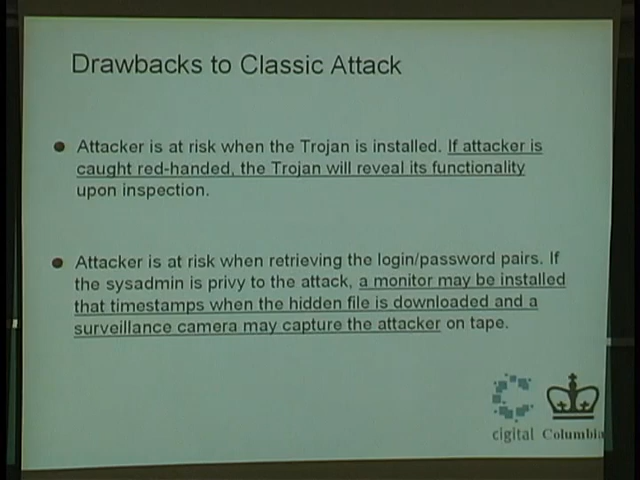 Drawbacks to Classic Attack
Attacker is at risk when the Trojan is installed. If attacker is
caught red-handed, the Trojan will reveal its functionality
upon inspection.
Attacker is at risk when retrieving the login/password pairs. If
the sysadmin is privy to the attack, a monitor may be installed
that timestamps when the hidden file is downloaded and a
surveillance camera may capture the attacker on tape.
cigital Columbia